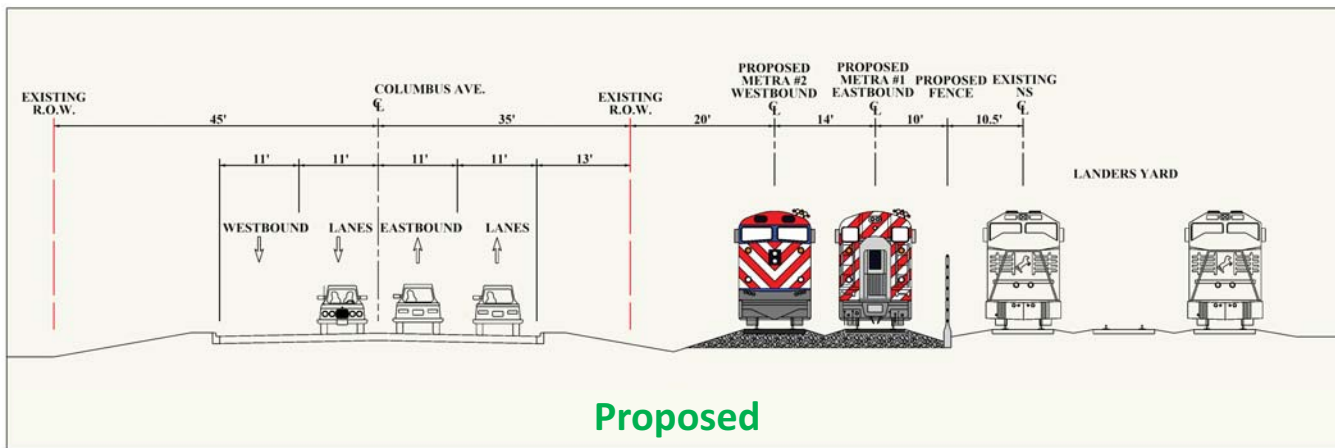 EXISTING
R.O.W.
COLUMBUS AVE.
℄
EXISTING
R.O.W.
PROPOSED
METRA #2
WESTBOUND
℄
PROPOSED
METRA #1
EASTBOUND
℄
PROPOSED
FENCE
EXISTING
NS
℄
45' 35' 20' 14' 10' 10.5'
11' 11' 11' 11' 13'
LANDERS YARD
WESTBOUND LANES EASTBOUND LANES
Proposed